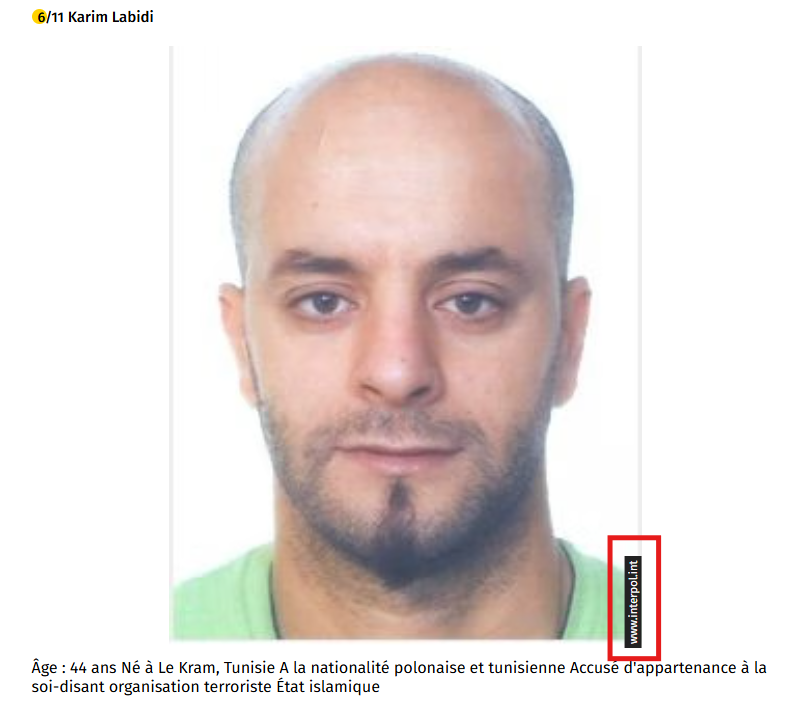 6/11 Karim Labidi
www.interpol.int
Âge : 44 ans Né à Le Kram, Tunisie A la nationalité polonaise et tunisienne Accusé d'appartenance à la
soi-disant organisation terroriste État islamique